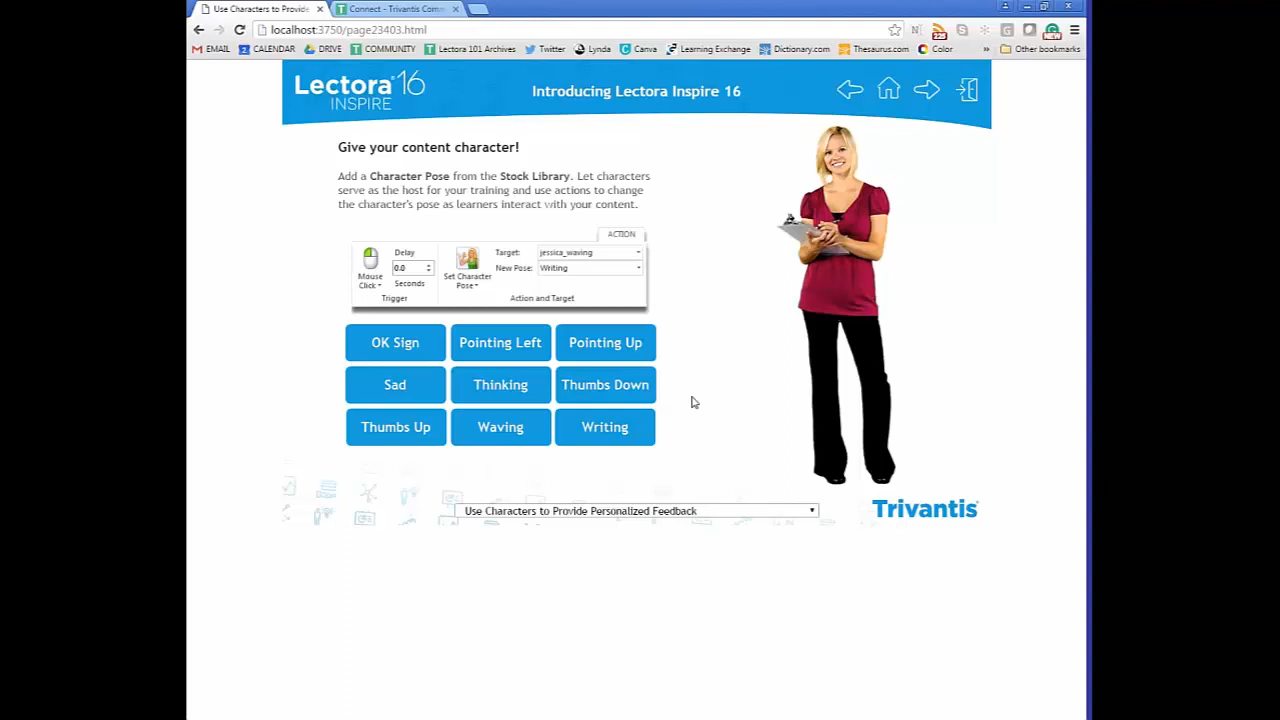 Use Characters to Provide
Connect - Trivantis Comm
localhost:3750/page23403.html
225
G
NEW
EMAIL
CALENDAR
DRIVE
COMMUNITY
Lectora 101 Archives
Twitter
Lynda
Canva
Learning Exchange
Dictionary.com
Thesaurus.com
Color
»
Other bookmarks
Lectora 16
INSPIRE
Introducing Lectora Inspire 16
Give your content character!
Add a Character Pose from the Stock Library. Let characters
serve as the host for your training and use actions to change
the character's pose as learners interact with your content.
ACTION
Mouse Click
Delay
0.0
Seconds
Trigger
Set Character Pose
Target: jessica_waving
New Pose: Writing
Action and Target
OK Sign
Pointing Left
Pointing Up
Sad
Thinking
Thumbs Down
Thumbs Up
Waving
Writing
Use Characters to Provide Personalized Feedback
Trivantis